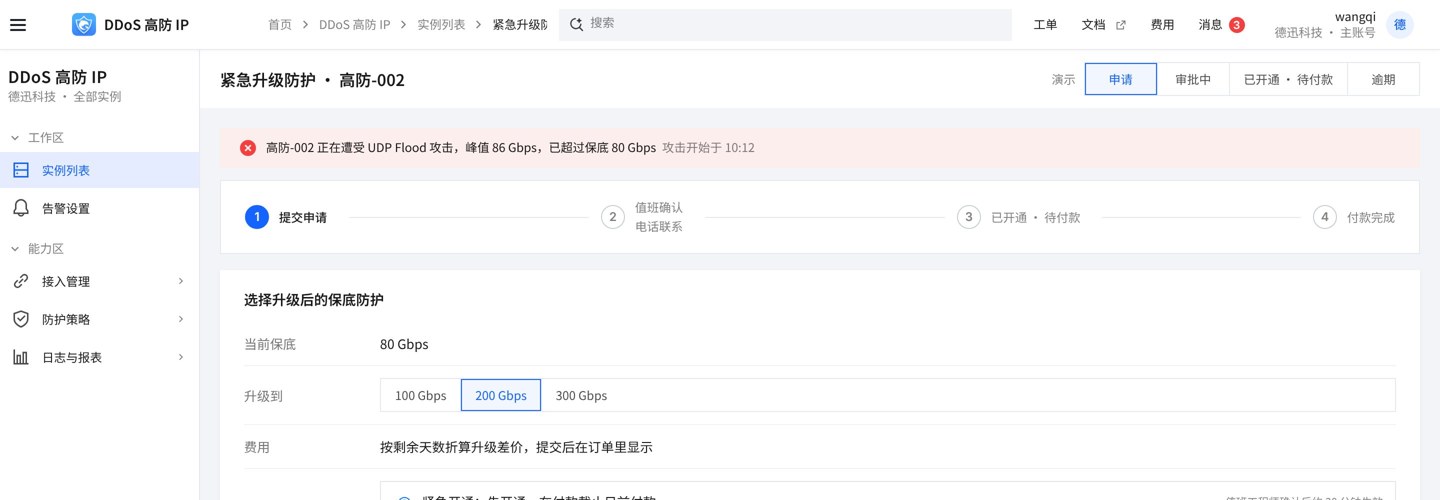 DDoS 高防 IP
首页 DDoS 高防 IP 实例列表 紧急升级防
搜索
工单 文档 费用 消息 3
wangqi
德迅科技 · 主账号
德
DDoS 高防 IP
德迅科技 · 全部实例
工作区
实例列表
告警设置
能力区
接入管理
防护策略
日志与报表
紧急升级防护 · 高防-002
演示 申请 审批中 已开通 · 待付款 逾期
高防-002 正在遭受 UDP Flood 攻击，峰值 86 Gbps，已超过保底 80 Gbps 攻击开始于 10:12
1 提交申请
2 值班确认
电话联系
3 已开通 · 待付款
4 付款完成
选择升级后的保底防护
当前保底 80 Gbps
升级到 100 Gbps 200 Gbps 300 Gbps
费用 按剩余天数折算升级差价，提交后在订单里显示